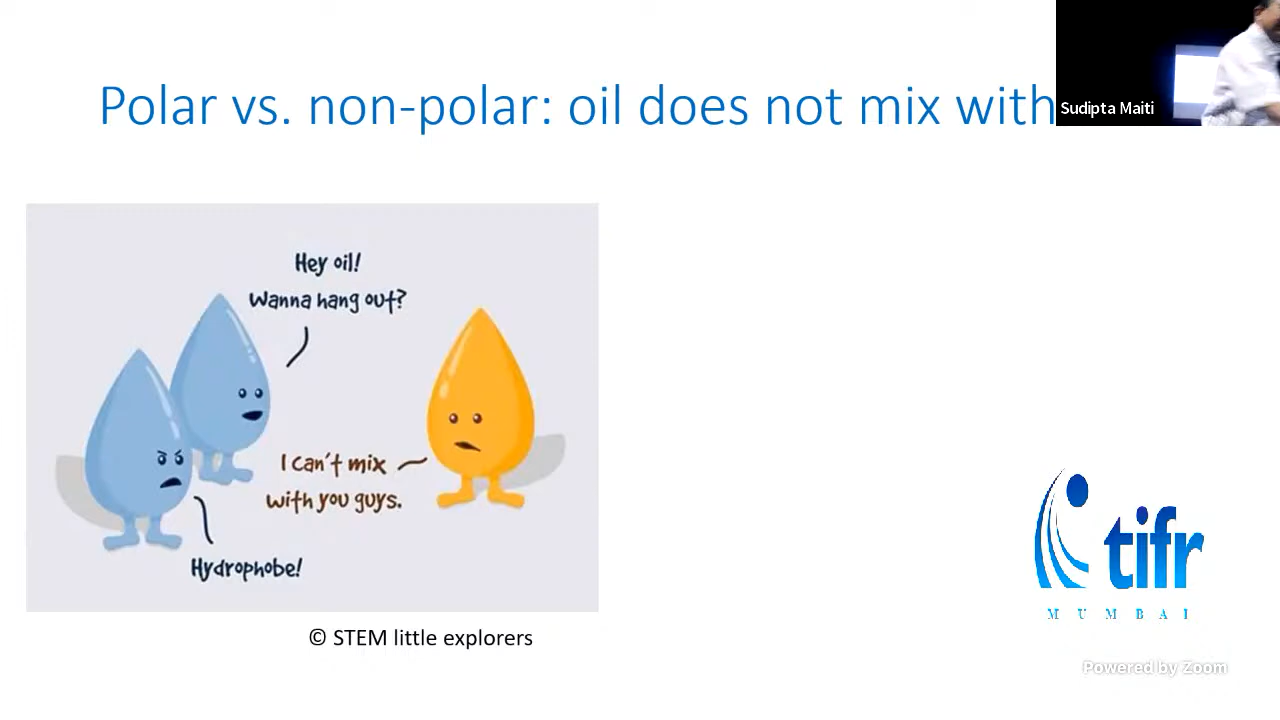 Polar vs. non-polar: oil does not mix with
Sudipta Maiti
Hey oil!
Wanna hang out?
I can't mix
with you guys.
Hydrophobe!
© STEM little explorers
tifr
MUMBAI
Powered by Zoom